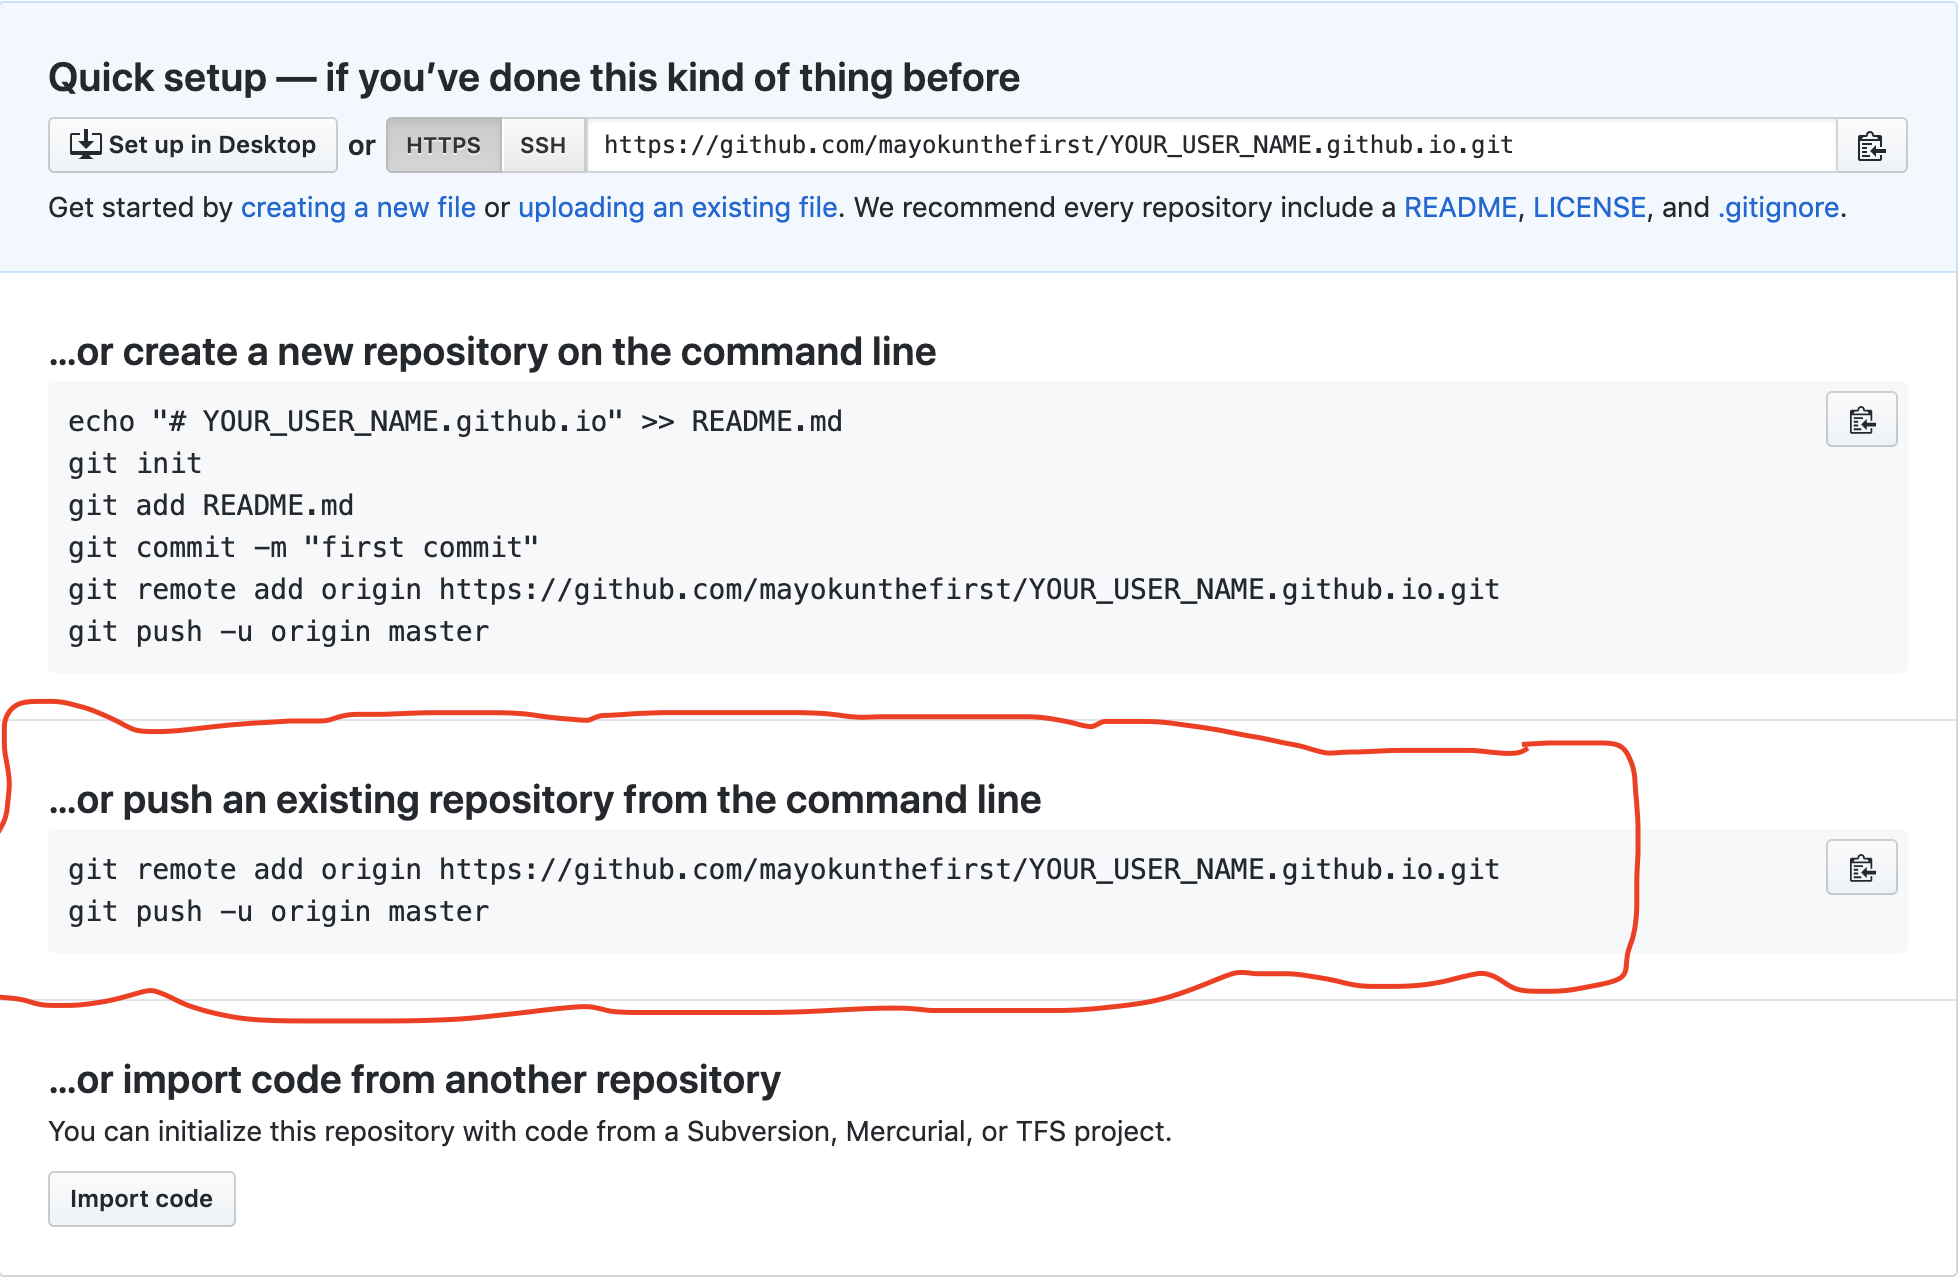 Quick setup — if you’ve done this kind of thing before
Set up in Desktop or HTTPS SSH https://github.com/mayokunthefirst/YOUR_USER_NAME.github.io.git
Get started by creating a new file or uploading an existing file. We recommend every repository include a README, LICENSE, and .gitignore.
…or create a new repository on the command line
echo "# YOUR_USER_NAME.github.io" >> README.md
git init
git add README.md
git commit -m "first commit"
git remote add origin https://github.com/mayokunthefirst/YOUR_USER_NAME.github.io.git
git push -u origin master
…or push an existing repository from the command line
git remote add origin https://github.com/mayokunthefirst/YOUR_USER_NAME.github.io.git
git push -u origin master
…or import code from another repository
You can initialize this repository with code from a Subversion, Mercurial, or TFS project.
Import code